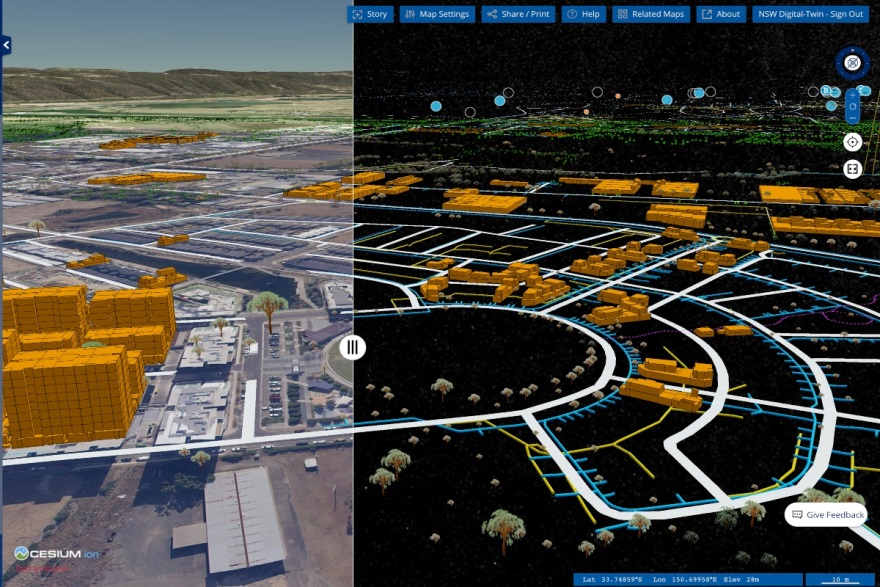 Story
Map Settings
Share / Print
Help
Related Maps
About
NSW Digital-Twin - Sign Out
Give Feedback
CESIUM ion
Lat 33.74859°S Lon 150.69958°E Elev 28m
10 m